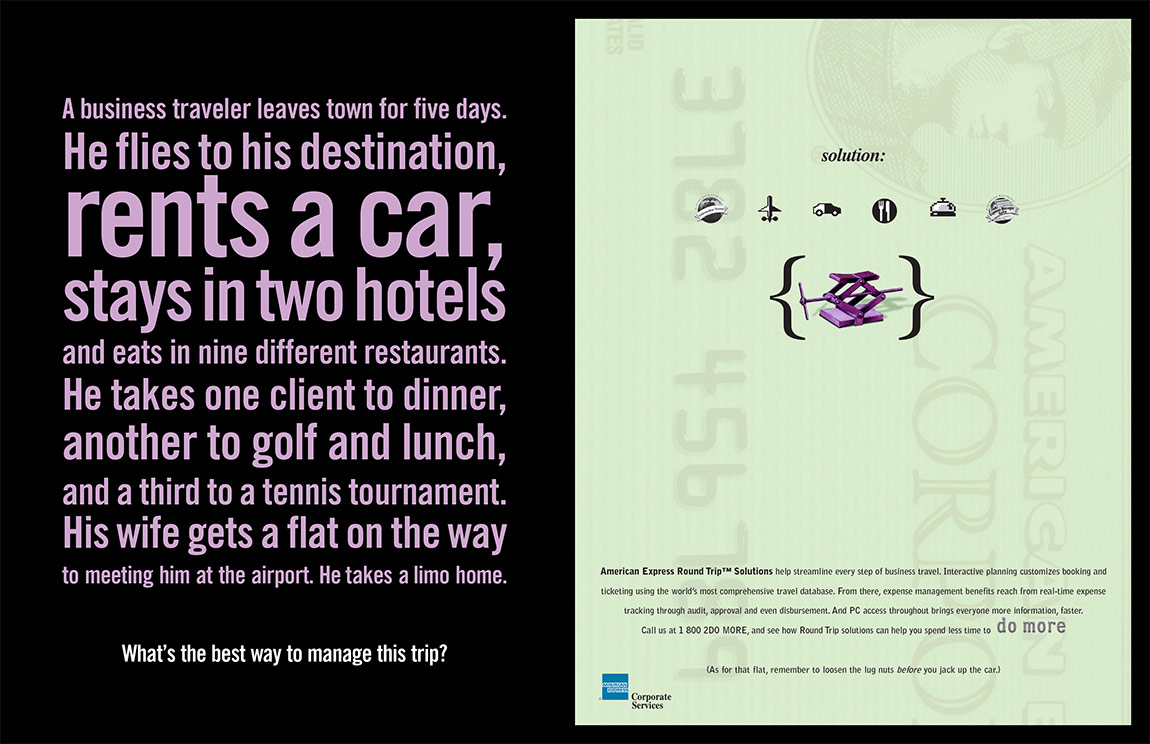 A business traveler leaves town for five days.
He flies to his destination,
rents a car,
stays in two hotels
and eats in nine different restaurants.
He takes one client to dinner,
another to golf and lunch,
and a third to a tennis tournament.
His wife gets a flat on the way
to meeting him at the airport. He takes a limo home.
What's the best way to manage this trip?
solution:
American Express Round Trip™ Solutions help streamline every step of business travel. Interactive planning customizes booking and
ticketing using the world's most comprehensive travel database. From there, expense management benefits reach from real-time expense
tracking through audit, approval and even disbursement. And PC access throughout brings everyone more information, faster.
Call us at 1 800 2DO MORE, and see how Round Trip solutions can help you spend less time to do more
(As for that flat, remember to loosen the lug nuts before you jack up the car.)
AMERICAN
EXPRESS
Corporate
Services
3782 4567
AMERICAN
CORPO